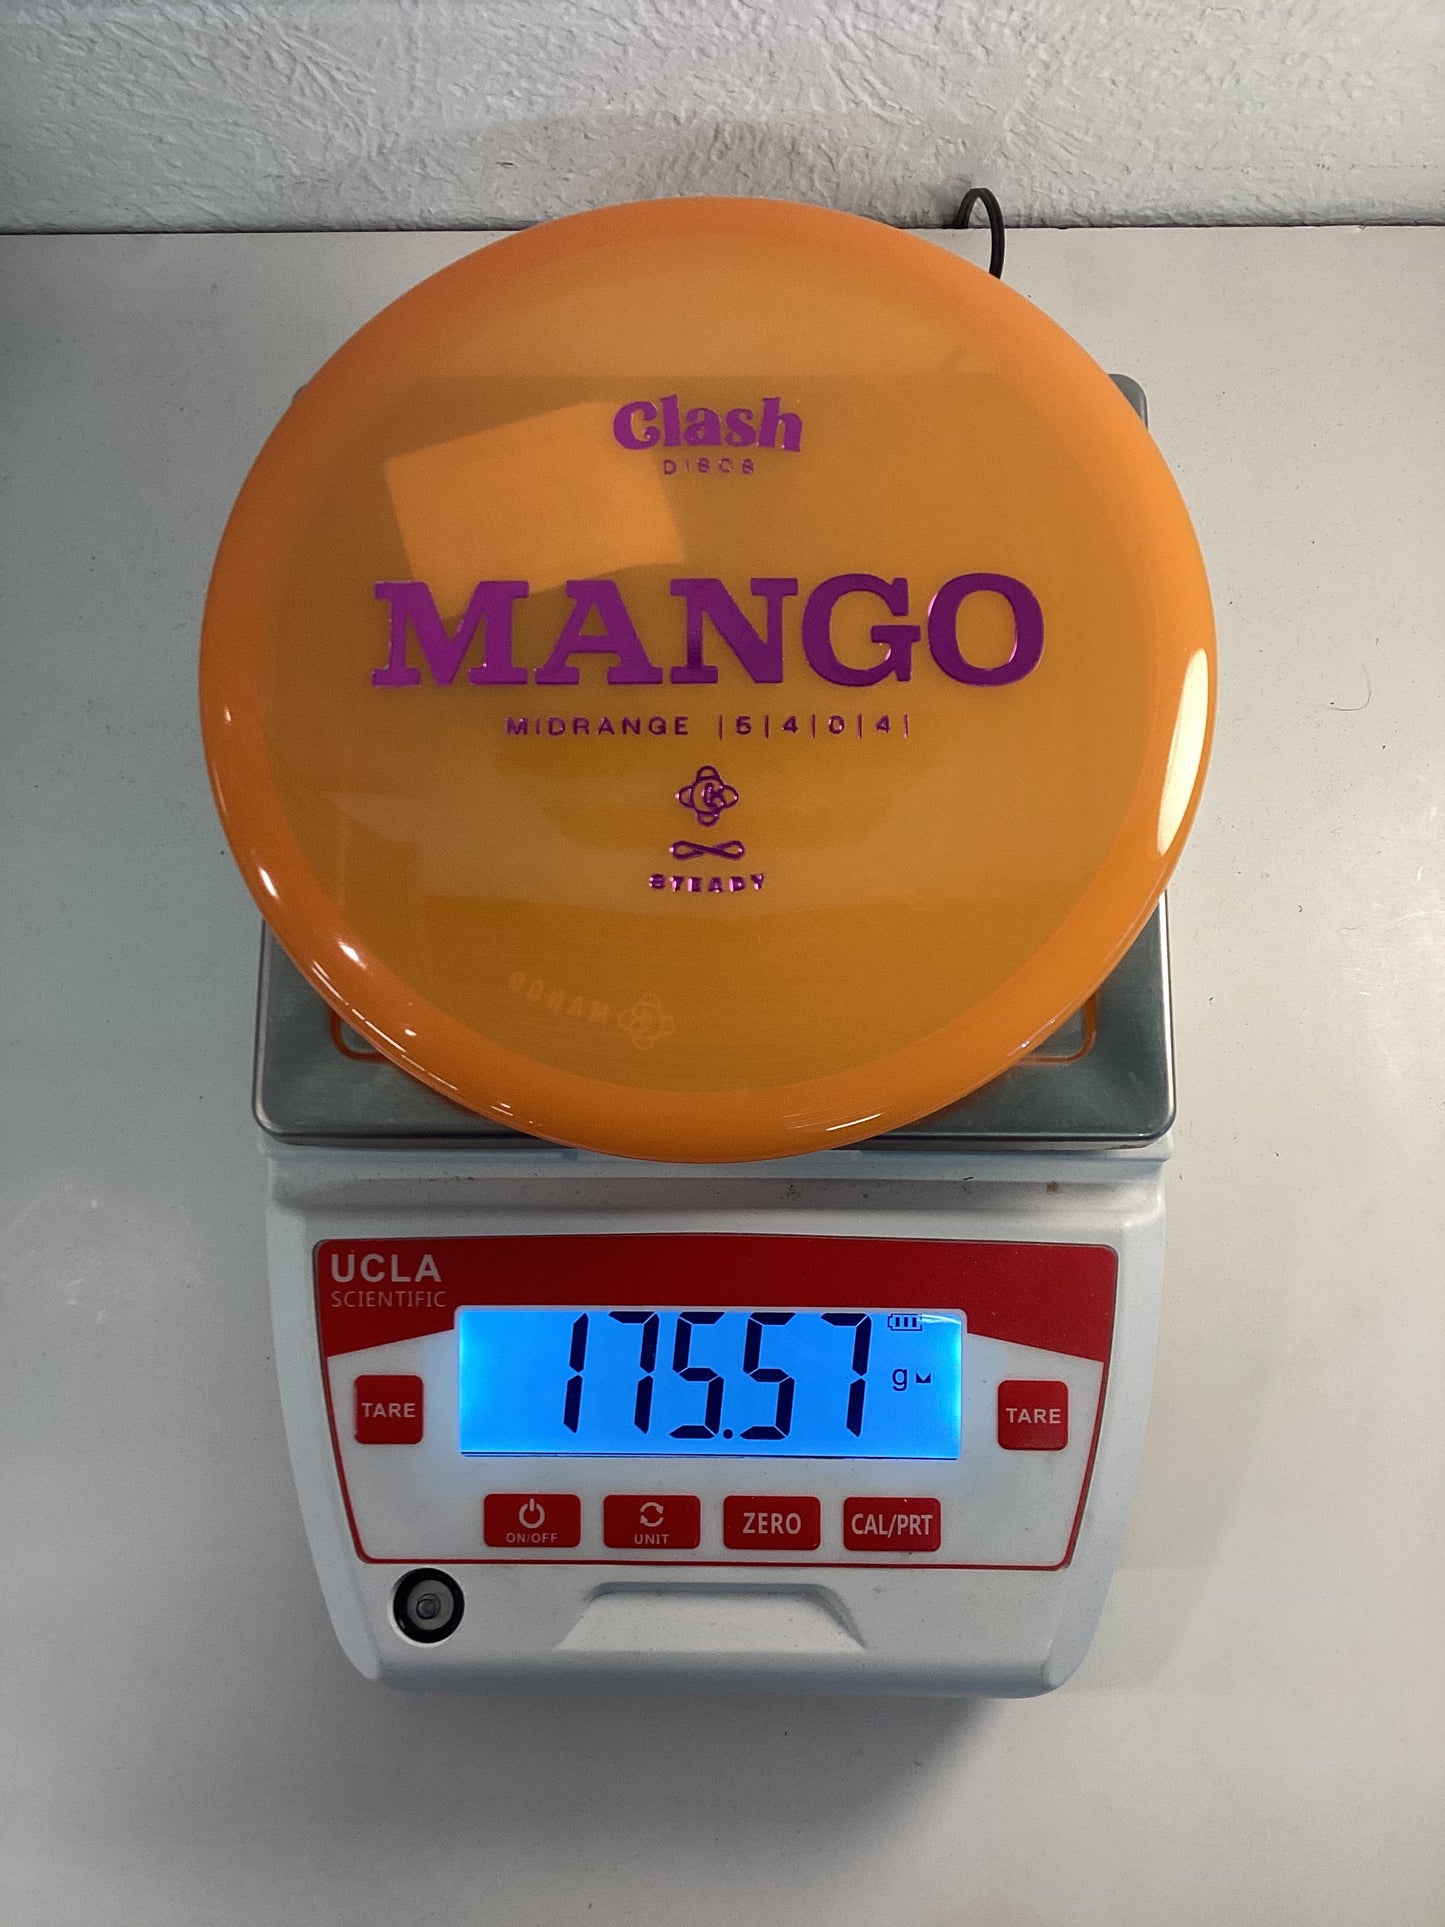 Clash
DISCS
MANGO
MIDRANGE |5|4|0|4|
STEADY
MANGO
UCLA
SCIENTIFIC
175.57 g
TARE
TARE
ON/OFF
UNIT
ZERO
CAL/PRT